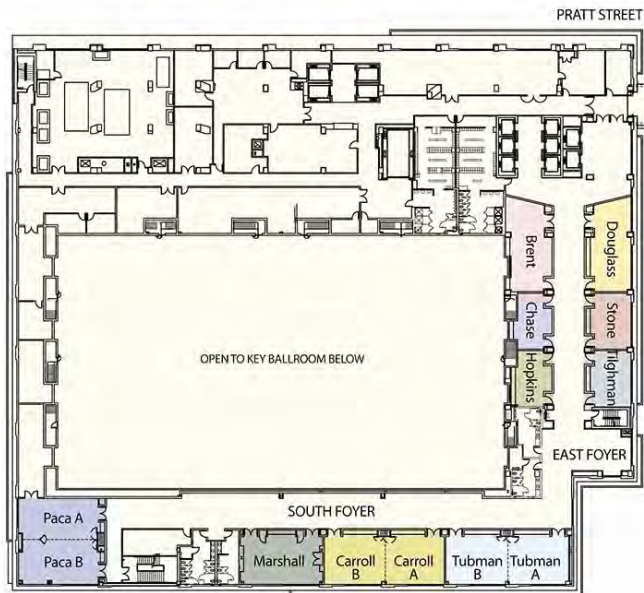 PRATT STREET
Brent
Douglass
Chase
Stone
OPEN TO KEY BALLROOM BELOW
Hopkins
Tilghman
EAST FOYER
SOUTH FOYER
Paca A
Paca B
Marshall
Carroll
B
Carroll
A
Tubman
B
Tubman
A